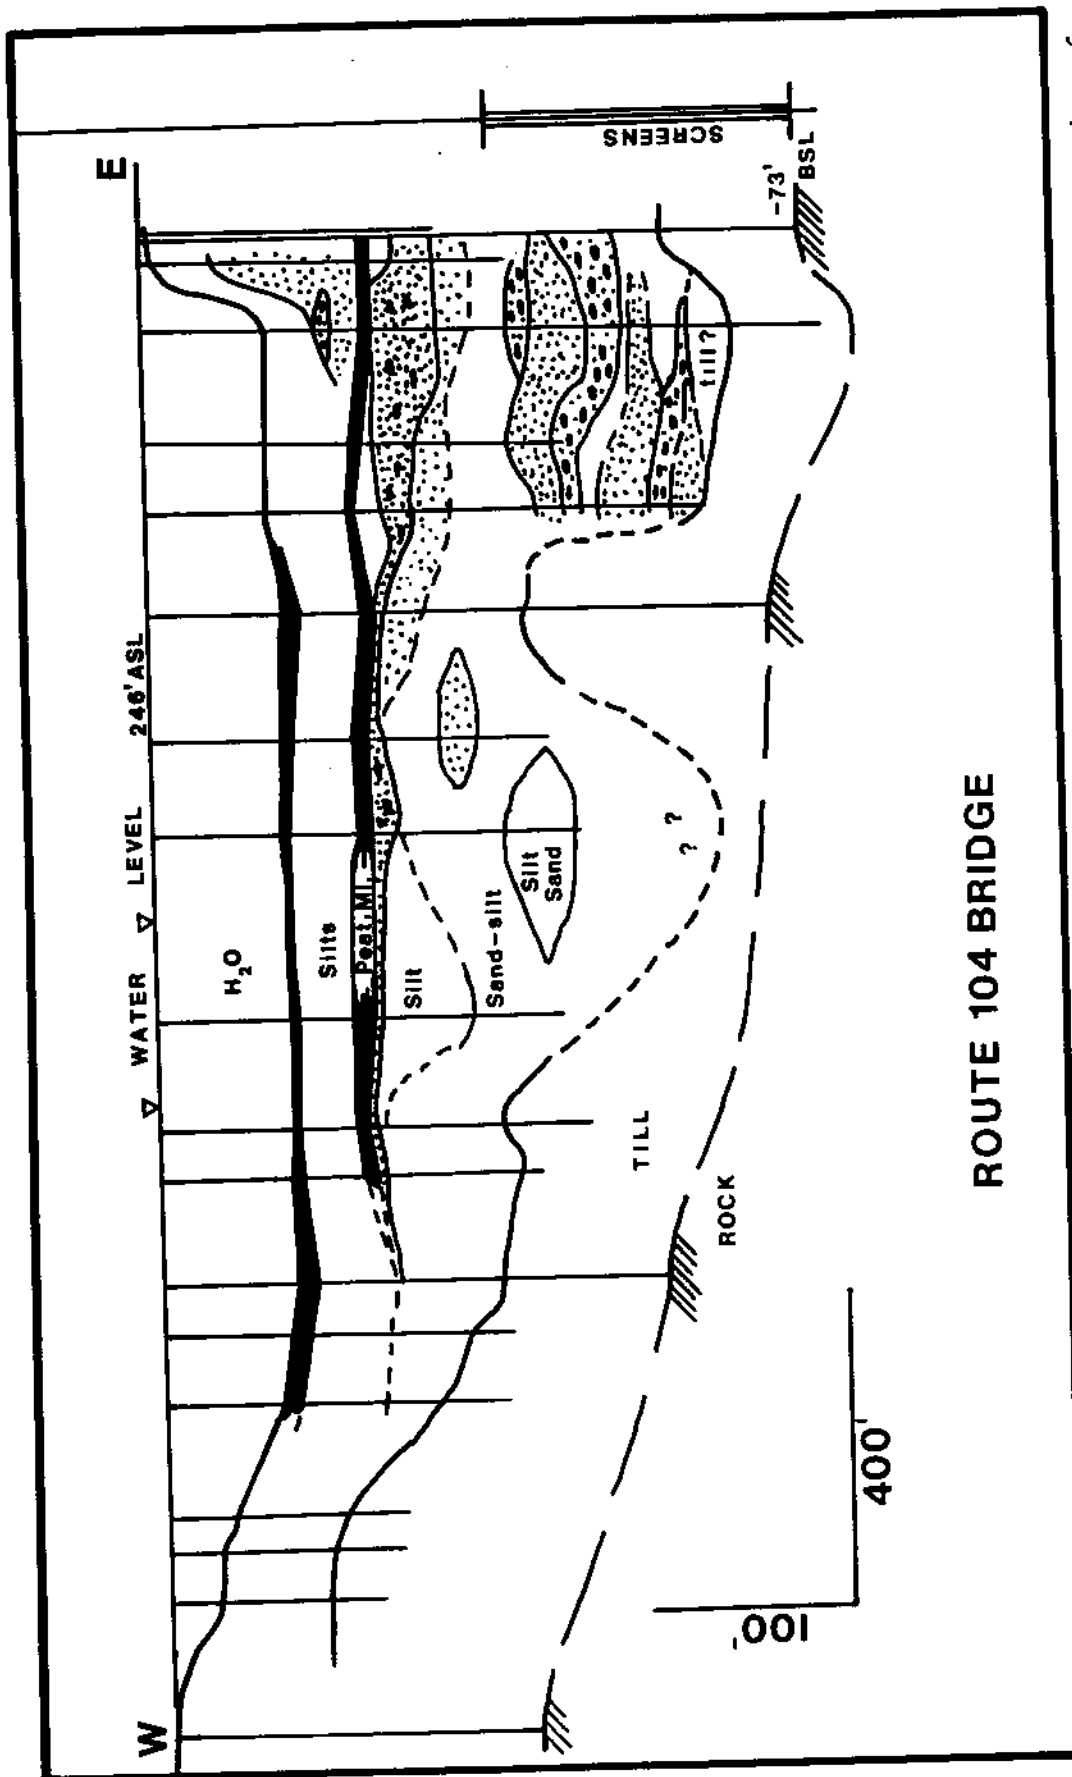 W
E
WATER LEVEL 246' ASL
H₂O
Silts
Peat, Ml.
Silt
Sand-silt
Silt
Sand
? ?
till?
TILL
ROCK
SCREENS
-73'
BSL
100'
400'
ROUTE 104 BRIDGE